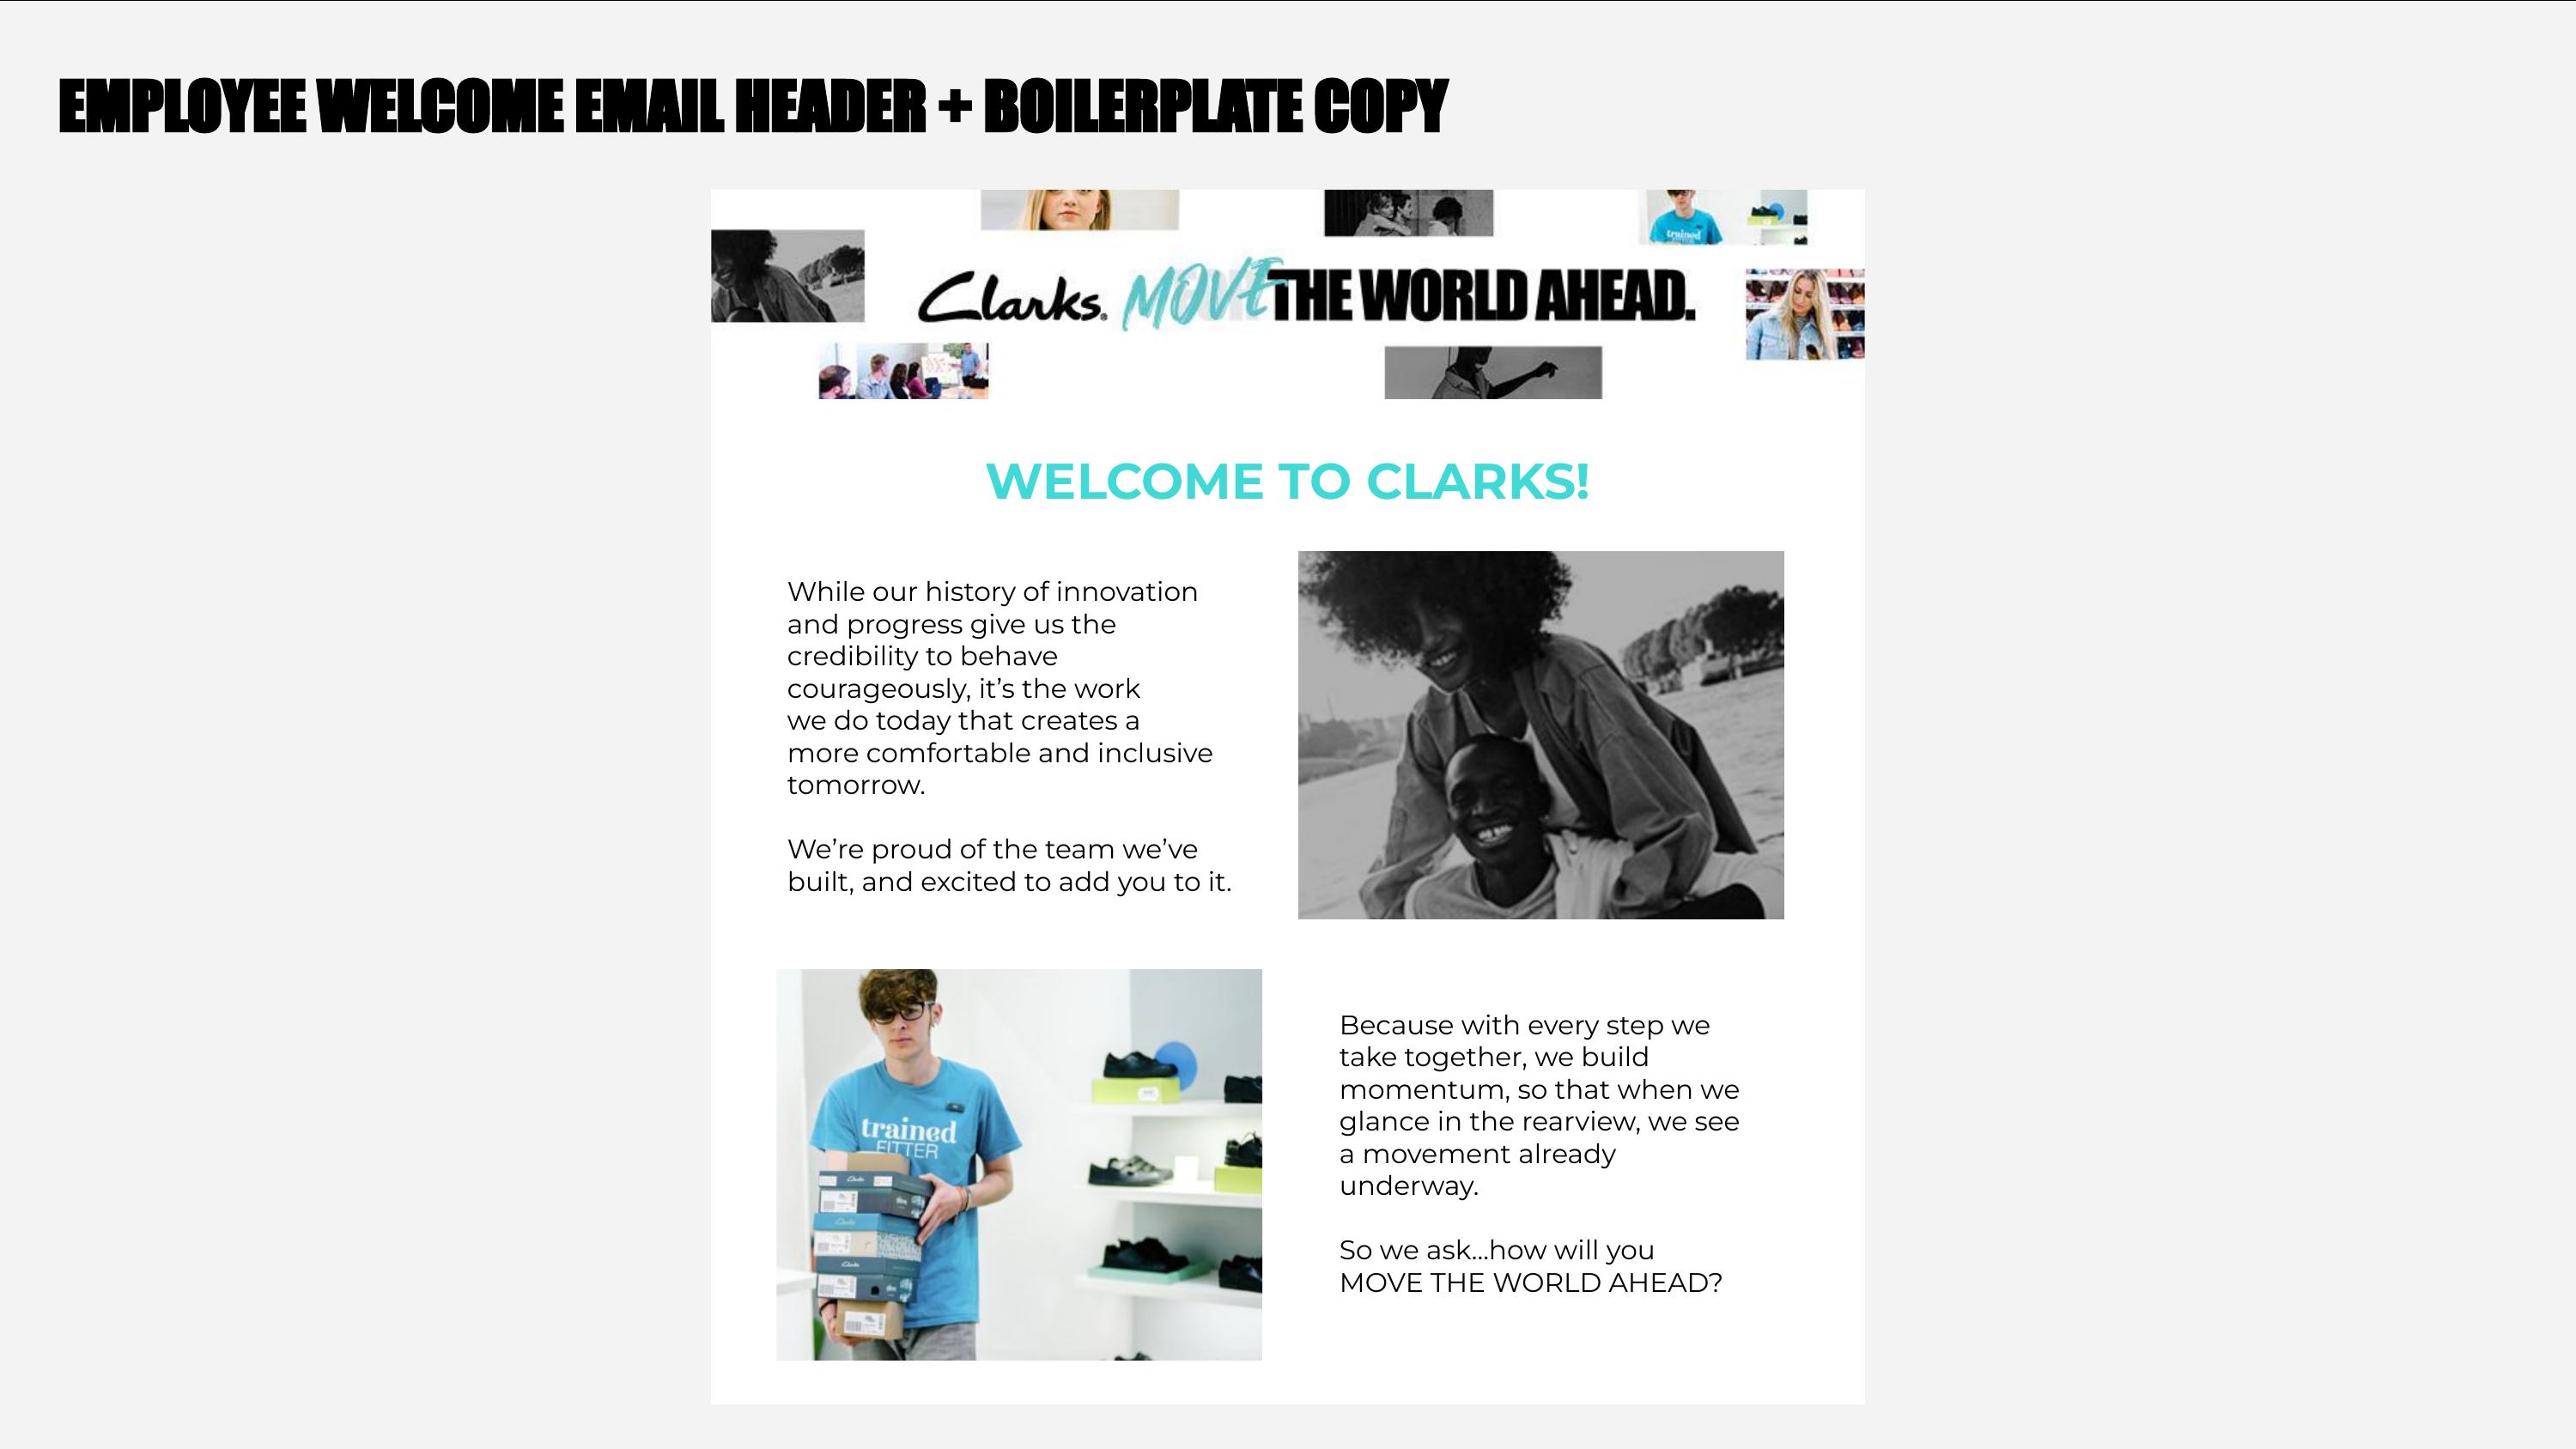 EMPLOYEE WELCOME EMAIL HEADER + BOILERPLATE COPY
trained
Clarks. MOVE THE WORLD AHEAD.
WELCOME TO CLARKS!
While our history of innovation
and progress give us the
credibility to behave
courageously, it’s the work
we do today that creates a
more comfortable and inclusive
tomorrow.
We’re proud of the team we’ve
built, and excited to add you to it.
trained
FITTER
Clarks
Clarks
Clarks
Because with every step we
take together, we build
momentum, so that when we
glance in the rearview, we see
a movement already
underway.
So we ask...how will you
MOVE THE WORLD AHEAD?